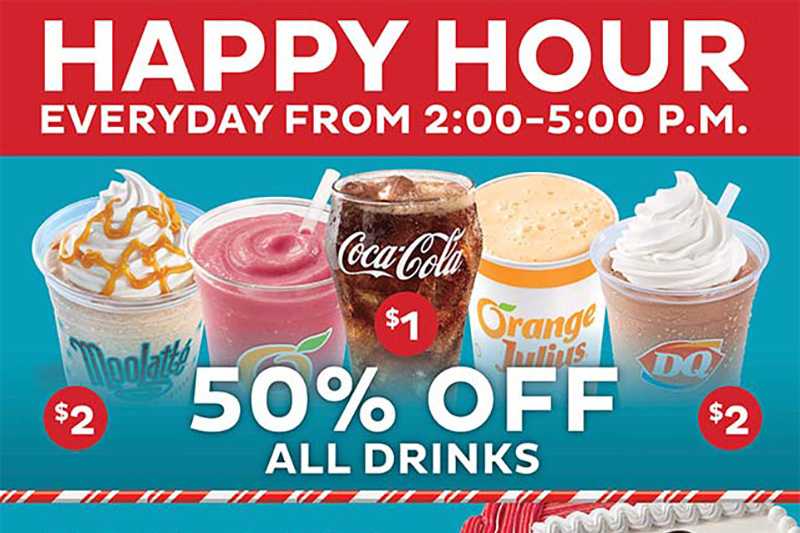 HAPPY HOUR
EVERYDAY FROM 2:00-5:00 P.M.
Coca-Cola
$1
Orange
Julius
Moolatté
DQ
$2
50% OFF
$2
ALL DRINKS